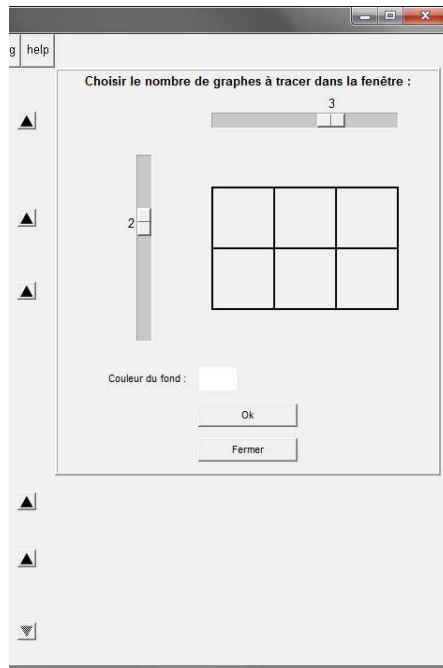 g help
Choisir le nombre de graphes à tracer dans la fenêtre :
3
2
Couleur du fond :
Ok
Fermer